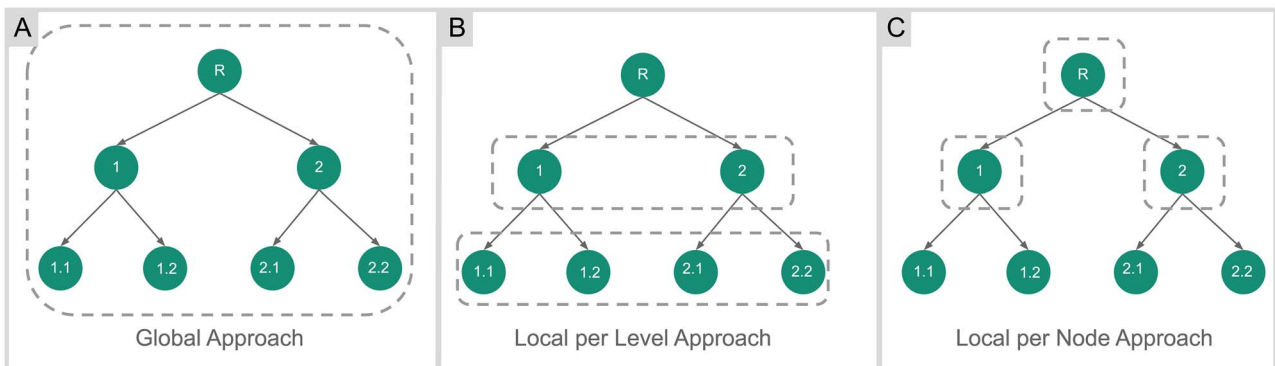 A
R
1
2
1.1
1.2
2.1
2.2
Global Approach
B
R
1
2
1.1
1.2
2.1
2.2
Local per Level Approach
C
R
1
2
1.1
1.2
2.1
2.2
Local per Node Approach